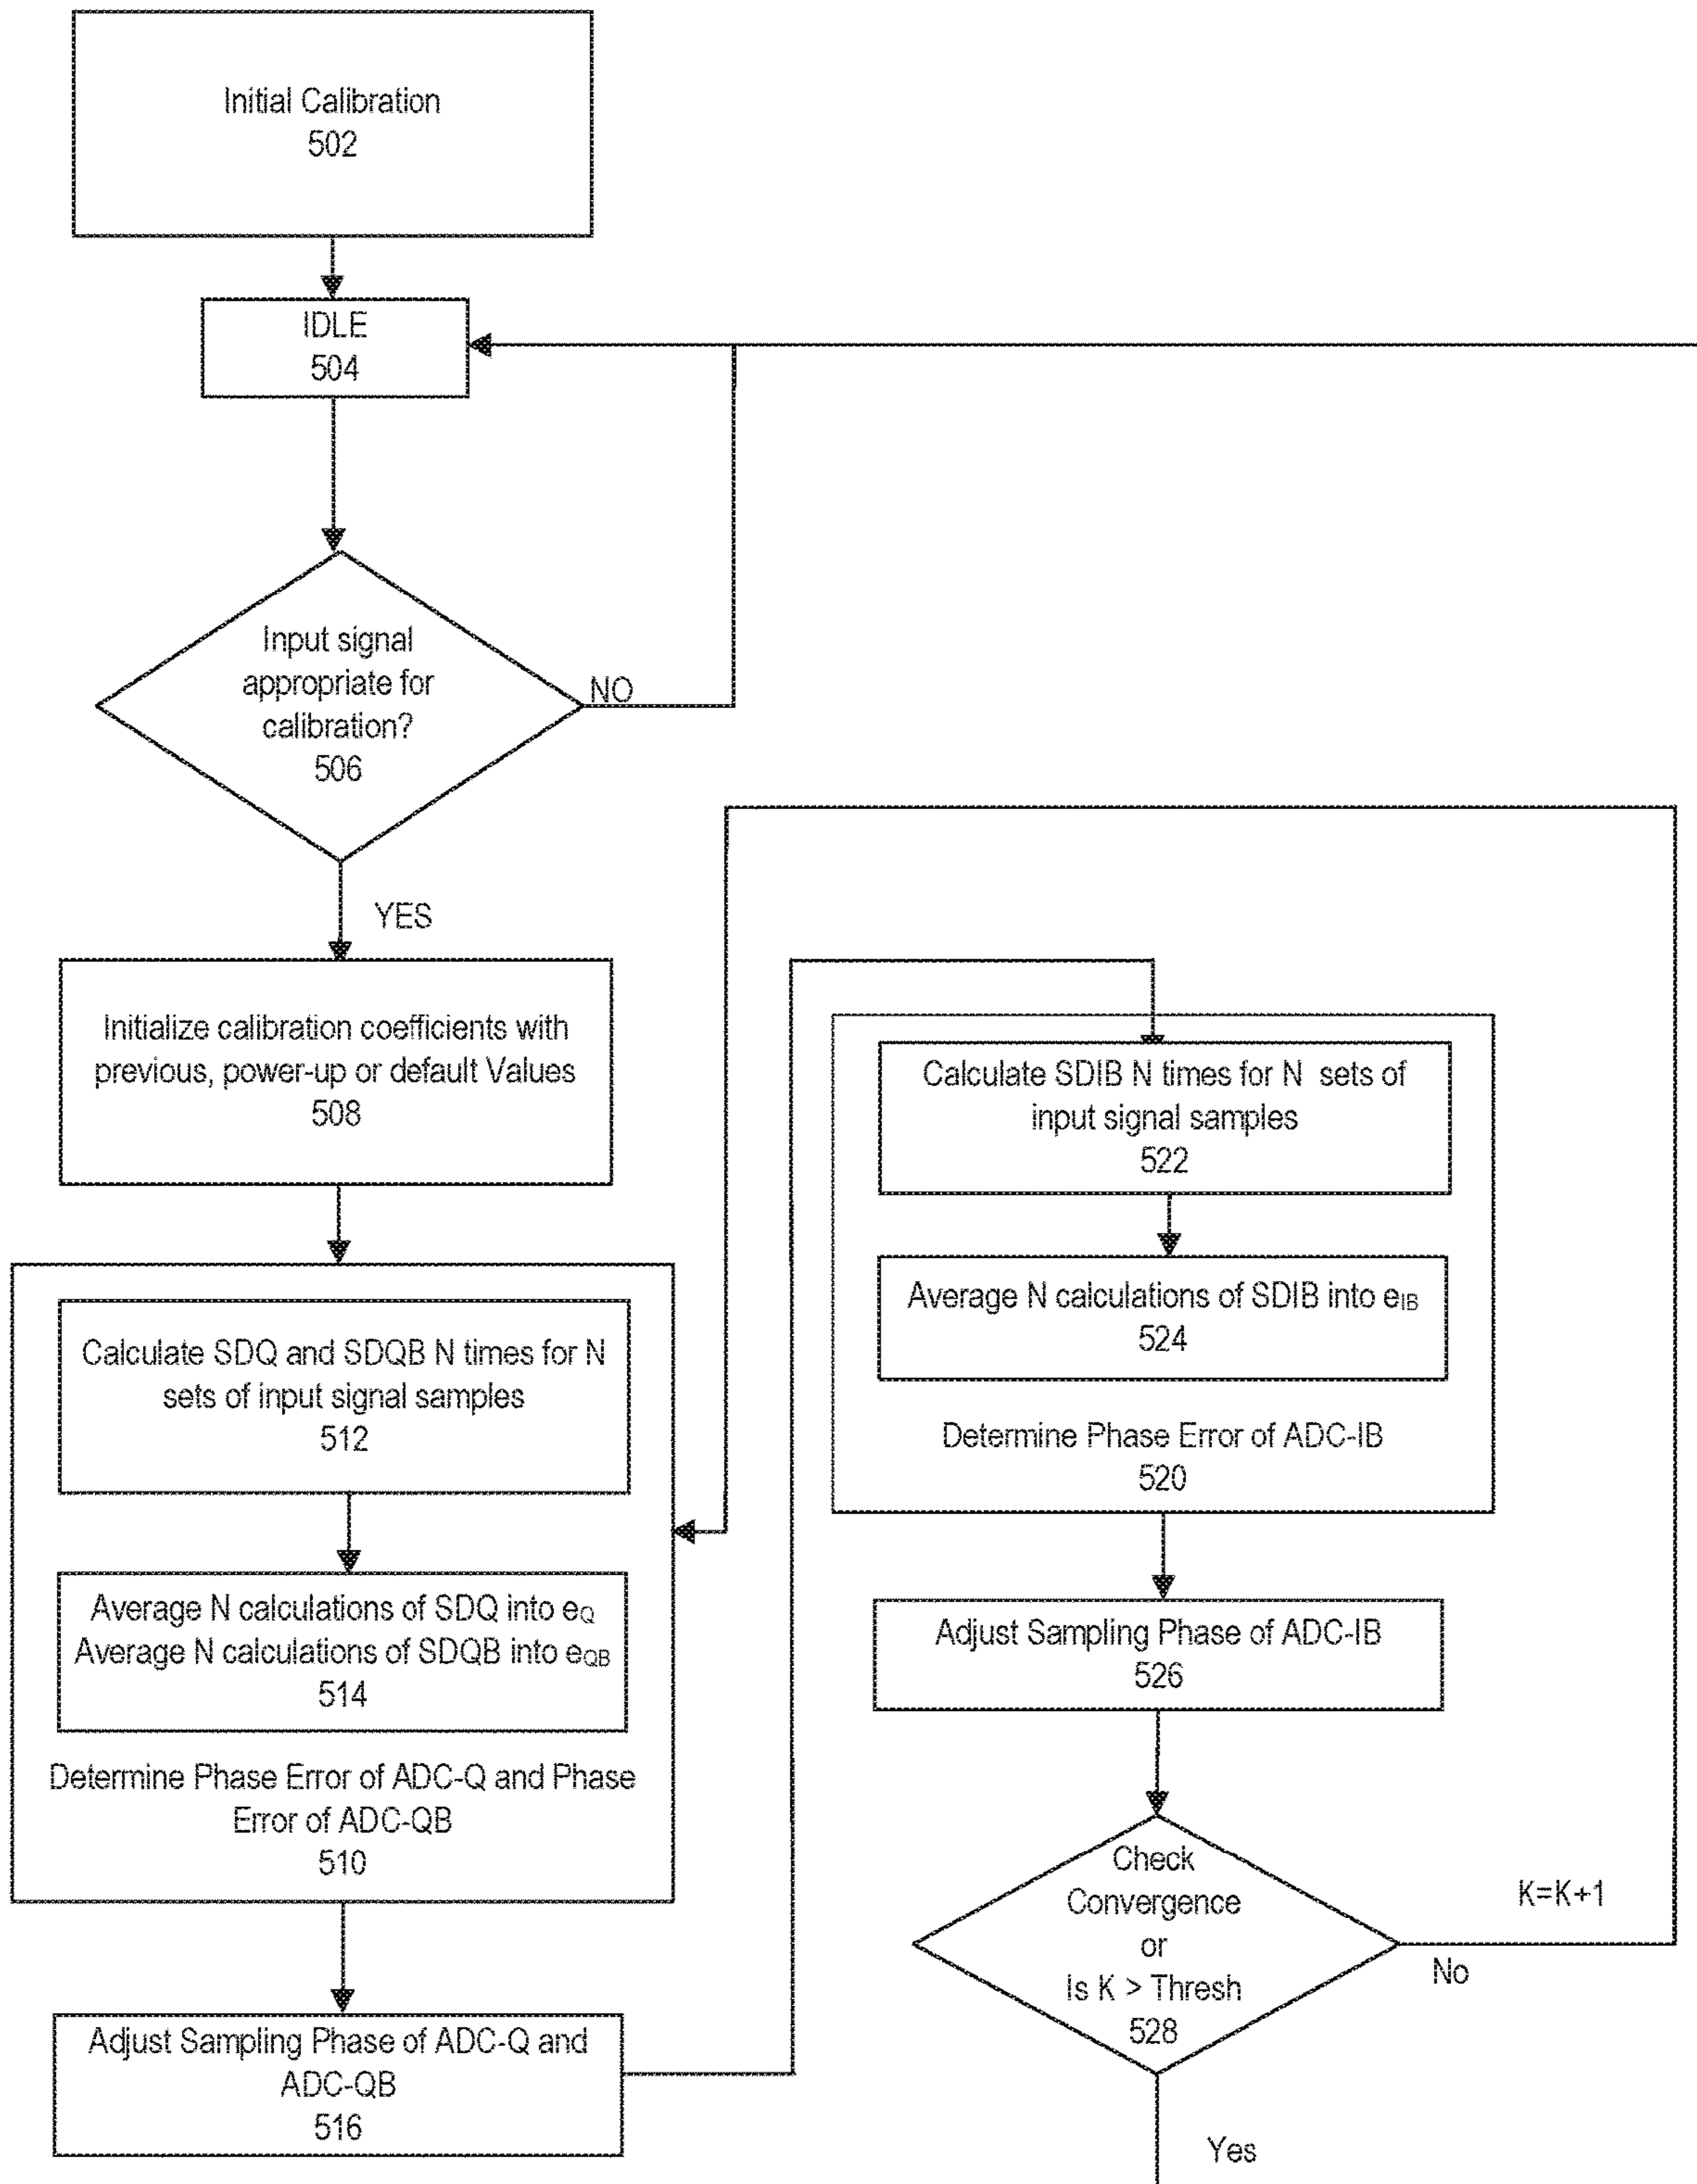 Initial Calibration
502
IDLE
504
Input signal
appropriate for
calibration?
506
NO
YES
Initialize calibration coefficients with
previous, power-up or default Values
508
Calculate SDQ and SDQB N times for N
sets of input signal samples
512
Average N calculations of SDQ into eQ
Average N calculations of SDQB into eQB
514
Determine Phase Error of ADC-Q and Phase
Error of ADC-QB
510
Adjust Sampling Phase of ADC-Q and
ADC-QB
516
Calculate SDIB N times for N sets of
input signal samples
522
Average N calculations of SDIB into eIB
524
Determine Phase Error of ADC-IB
520
Adjust Sampling Phase of ADC-IB
526
Check
Convergence
or
Is K > Thresh
528
K=K+1
No
Yes